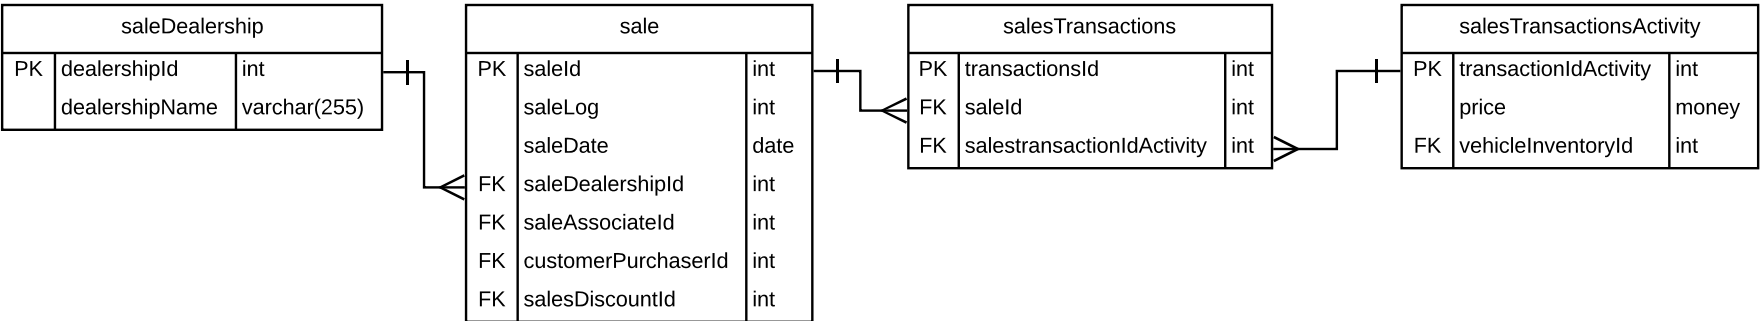 saleDealership
PK dealershipId int
dealershipName varchar(255)
sale
PK saleId int
saleLog int
saleDate date
FK saleDealershipId int
FK saleAssociateId int
FK customerPurchaserId int
FK salesDiscountId int
salesTransactions
PK transactionsId int
FK saleId int
FK salestransactionIdActivity int
salesTransactionsActivity
PK transactionIdActivity int
price money
FK vehicleInventoryId int